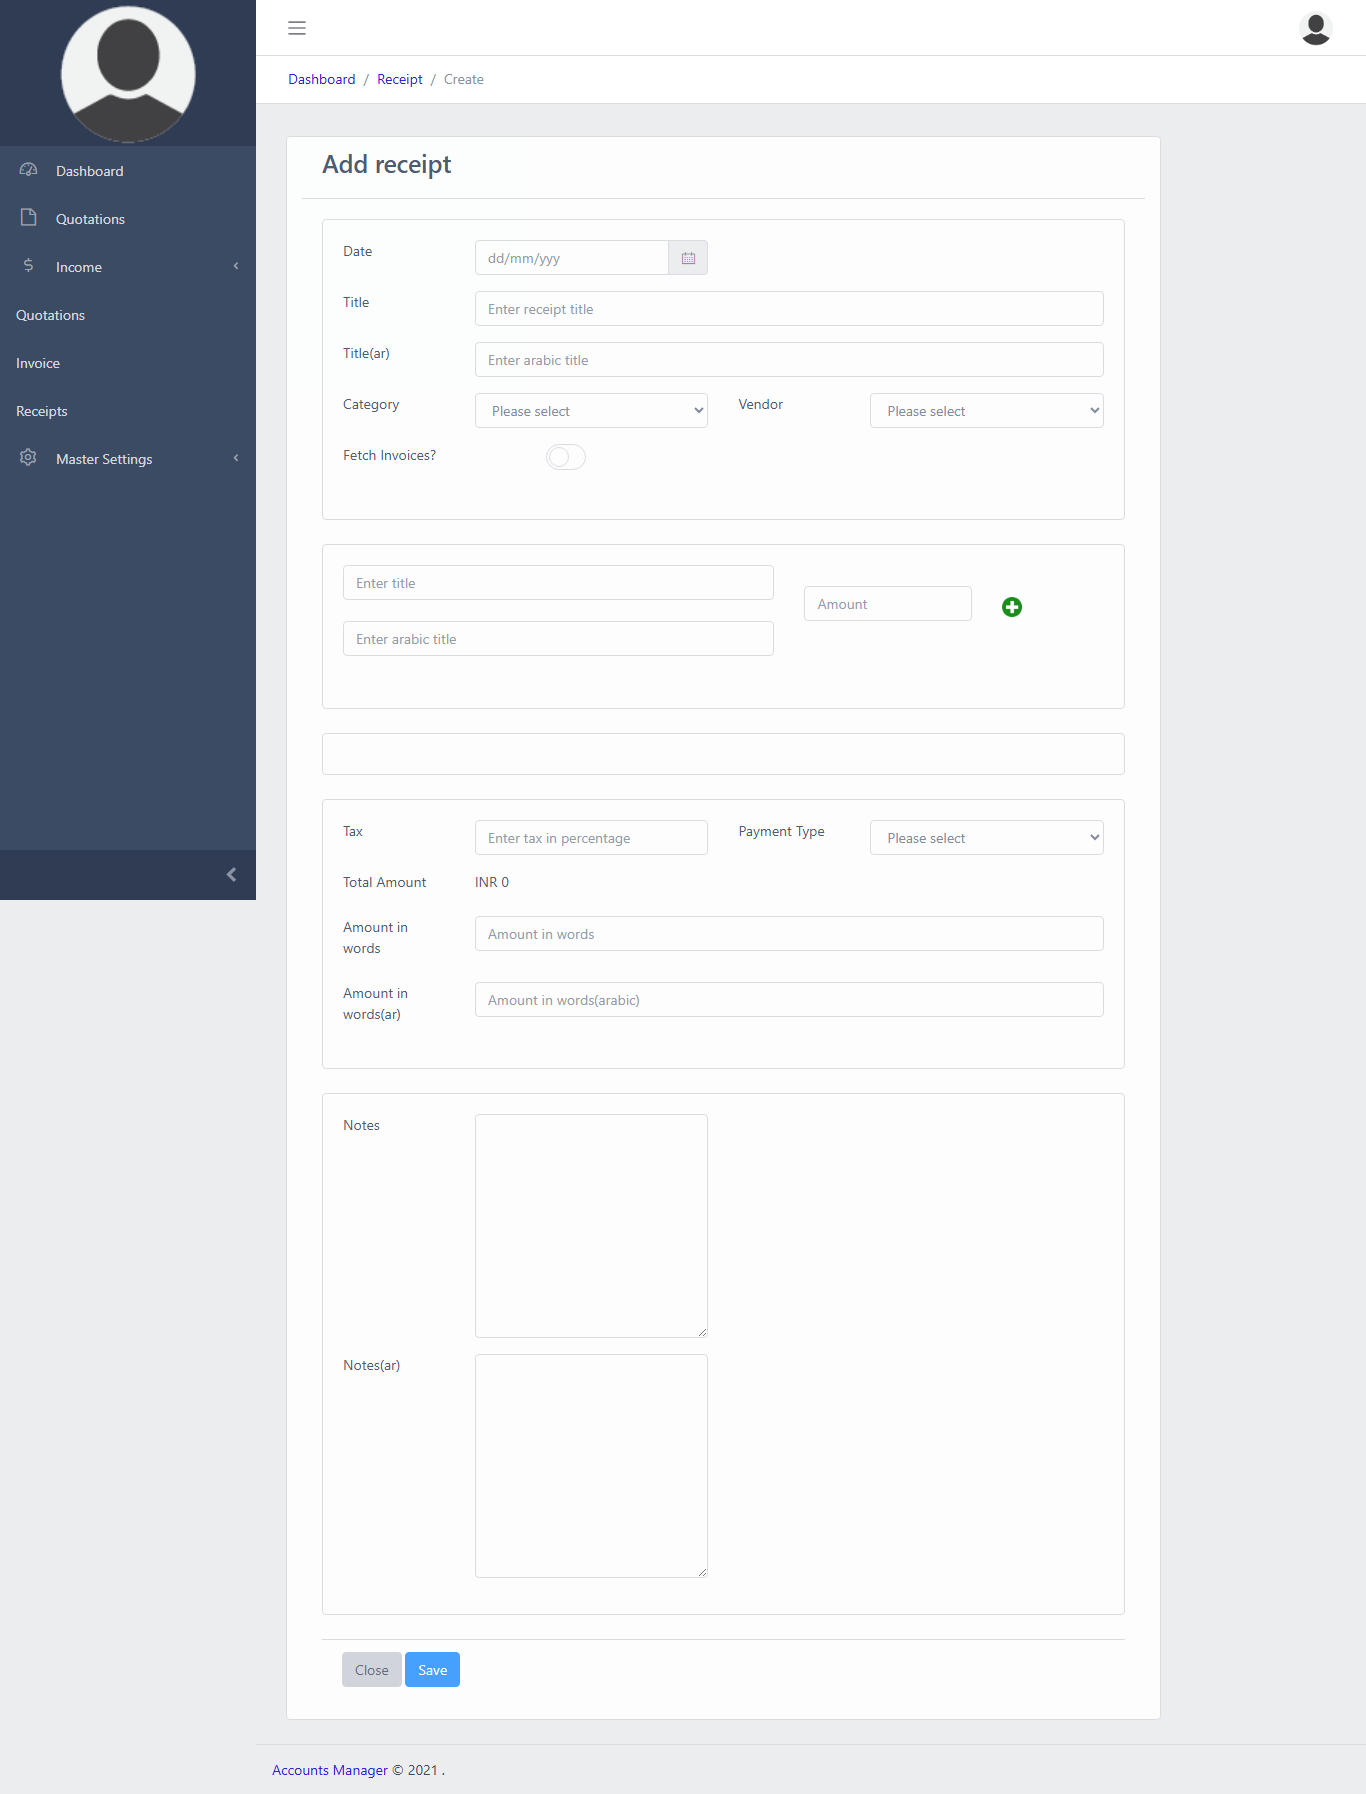 Dashboard / Receipt / Create
Dashboard
Quotations
Income
Quotations
Invoice
Receipts
Master Settings
Add receipt
Date
dd/mm/yyy
Title
Enter receipt title
Title(ar)
Enter arabic title
Category
Please select
Vendor
Please select
Fetch Invoices?
Enter title
Amount
Enter arabic title
Tax
Enter tax in percentage
Payment Type
Please select
Total Amount
INR 0
Amount in
words
Amount in words
Amount in
words(ar)
Amount in words(arabic)
Notes
Notes(ar)
Close
Save
Accounts Manager © 2021 .